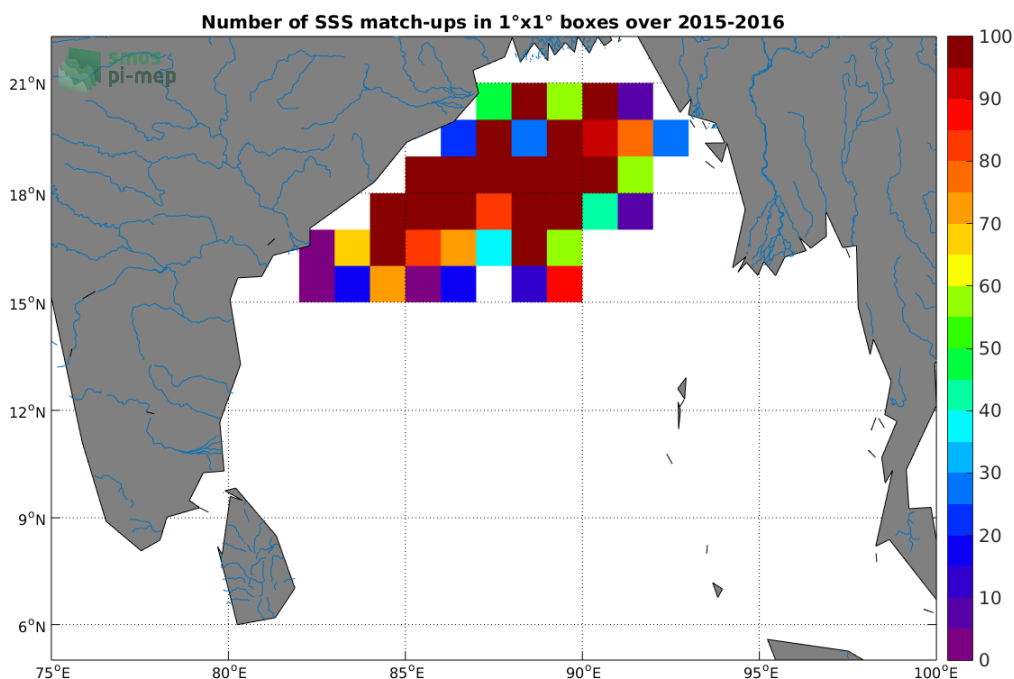 Number of SSS match-ups in 1°x1° boxes over 2015-2016
smos
pi-mep
21°N
18°N
15°N
12°N
9°N
6°N
75°E
80°E
85°E
90°E
95°E
100°E
100
90
80
70
60
50
40
30
20
10
0